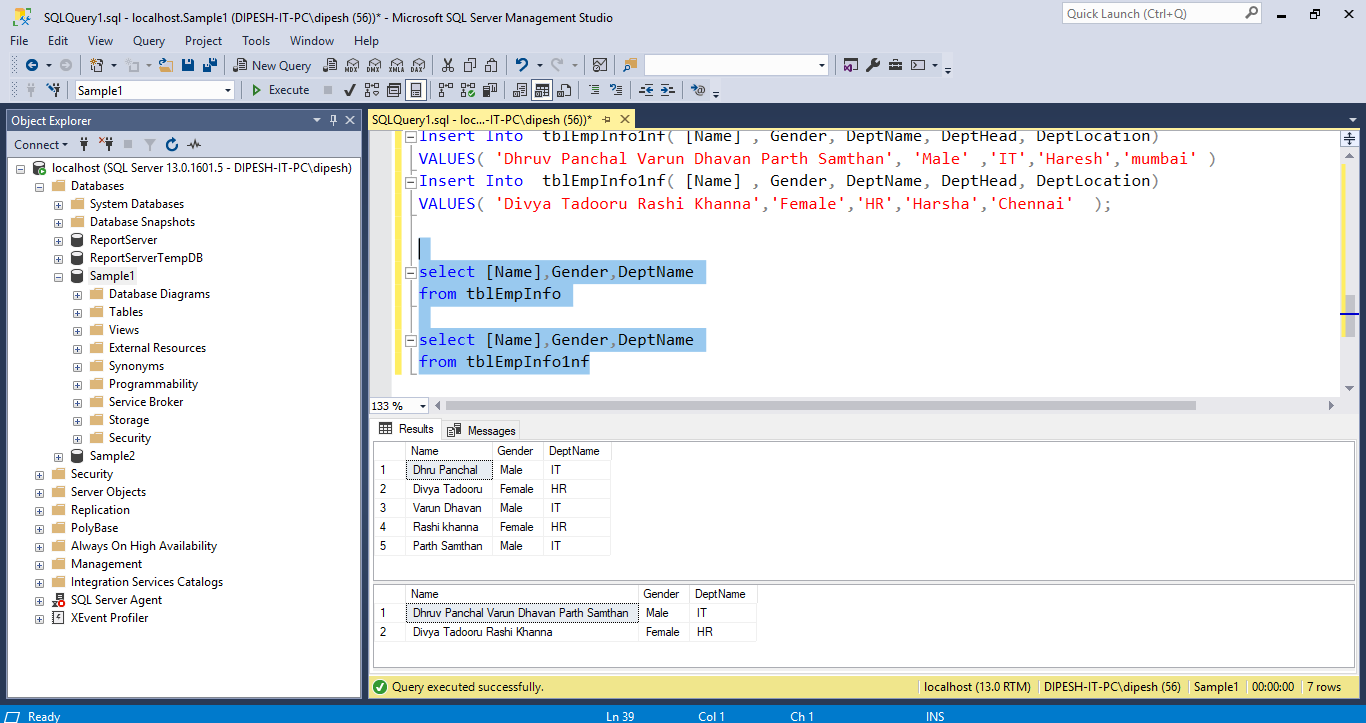 SQLQuery1.sql - localhost.Sample1 (DIPESH-IT-PC\dipesh (56))* - Microsoft SQL Server Management Studio
Quick Launch (Ctrl+Q)
File Edit View Query Project Tools Window Help
New Query MDX DMX XMLA DAX
Sample1 Execute
Object Explorer
Connect
localhost (SQL Server 13.0.1601.5 - DIPESH-IT-PC\dipesh)
Databases
System Databases
Database Snapshots
ReportServer
ReportServerTempDB
Sample1
Database Diagrams
Tables
Views
External Resources
Synonyms
Programmability
Service Broker
Storage
Security
Sample2
Security
Server Objects
Replication
PolyBase
Always On High Availability
Management
Integration Services Catalogs
SQL Server Agent
XEvent Profiler
SQLQuery1.sql - loc...-IT-PC\dipesh (56))*
Insert Into tblEmpInfo1nf( [Name] , Gender, DeptName, DeptHead, DeptLocation)
VALUES( 'Dhruv Panchal Varun Dhavan Parth Samthan', 'Male' ,'IT','Haresh','mumbai' )
Insert Into tblEmpInfo1nf( [Name] , Gender, DeptName, DeptHead, DeptLocation)
VALUES( 'Divya Tadooru Rashi Khanna','Female','HR','Harsha','Chennai' );
select [Name],Gender,DeptName
from tblEmpInfo
select [Name],Gender,DeptName
from tblEmpInfo1nf
133 %
Results Messages
Name Gender DeptName
1 Dhru Panchal Male IT
2 Divya Tadooru Female HR
3 Varun Dhavan Male IT
4 Rashi khanna Female HR
5 Parth Samthan Male IT
Name Gender DeptName
1 Dhruv Panchal Varun Dhavan Parth Samthan Male IT
2 Divya Tadooru Rashi Khanna Female HR
Query executed successfully.
localhost (13.0 RTM) DIPESH-IT-PC\dipesh (56) Sample1 00:00:00 7 rows
Ready Ln 39 Col 1 Ch 1 INS